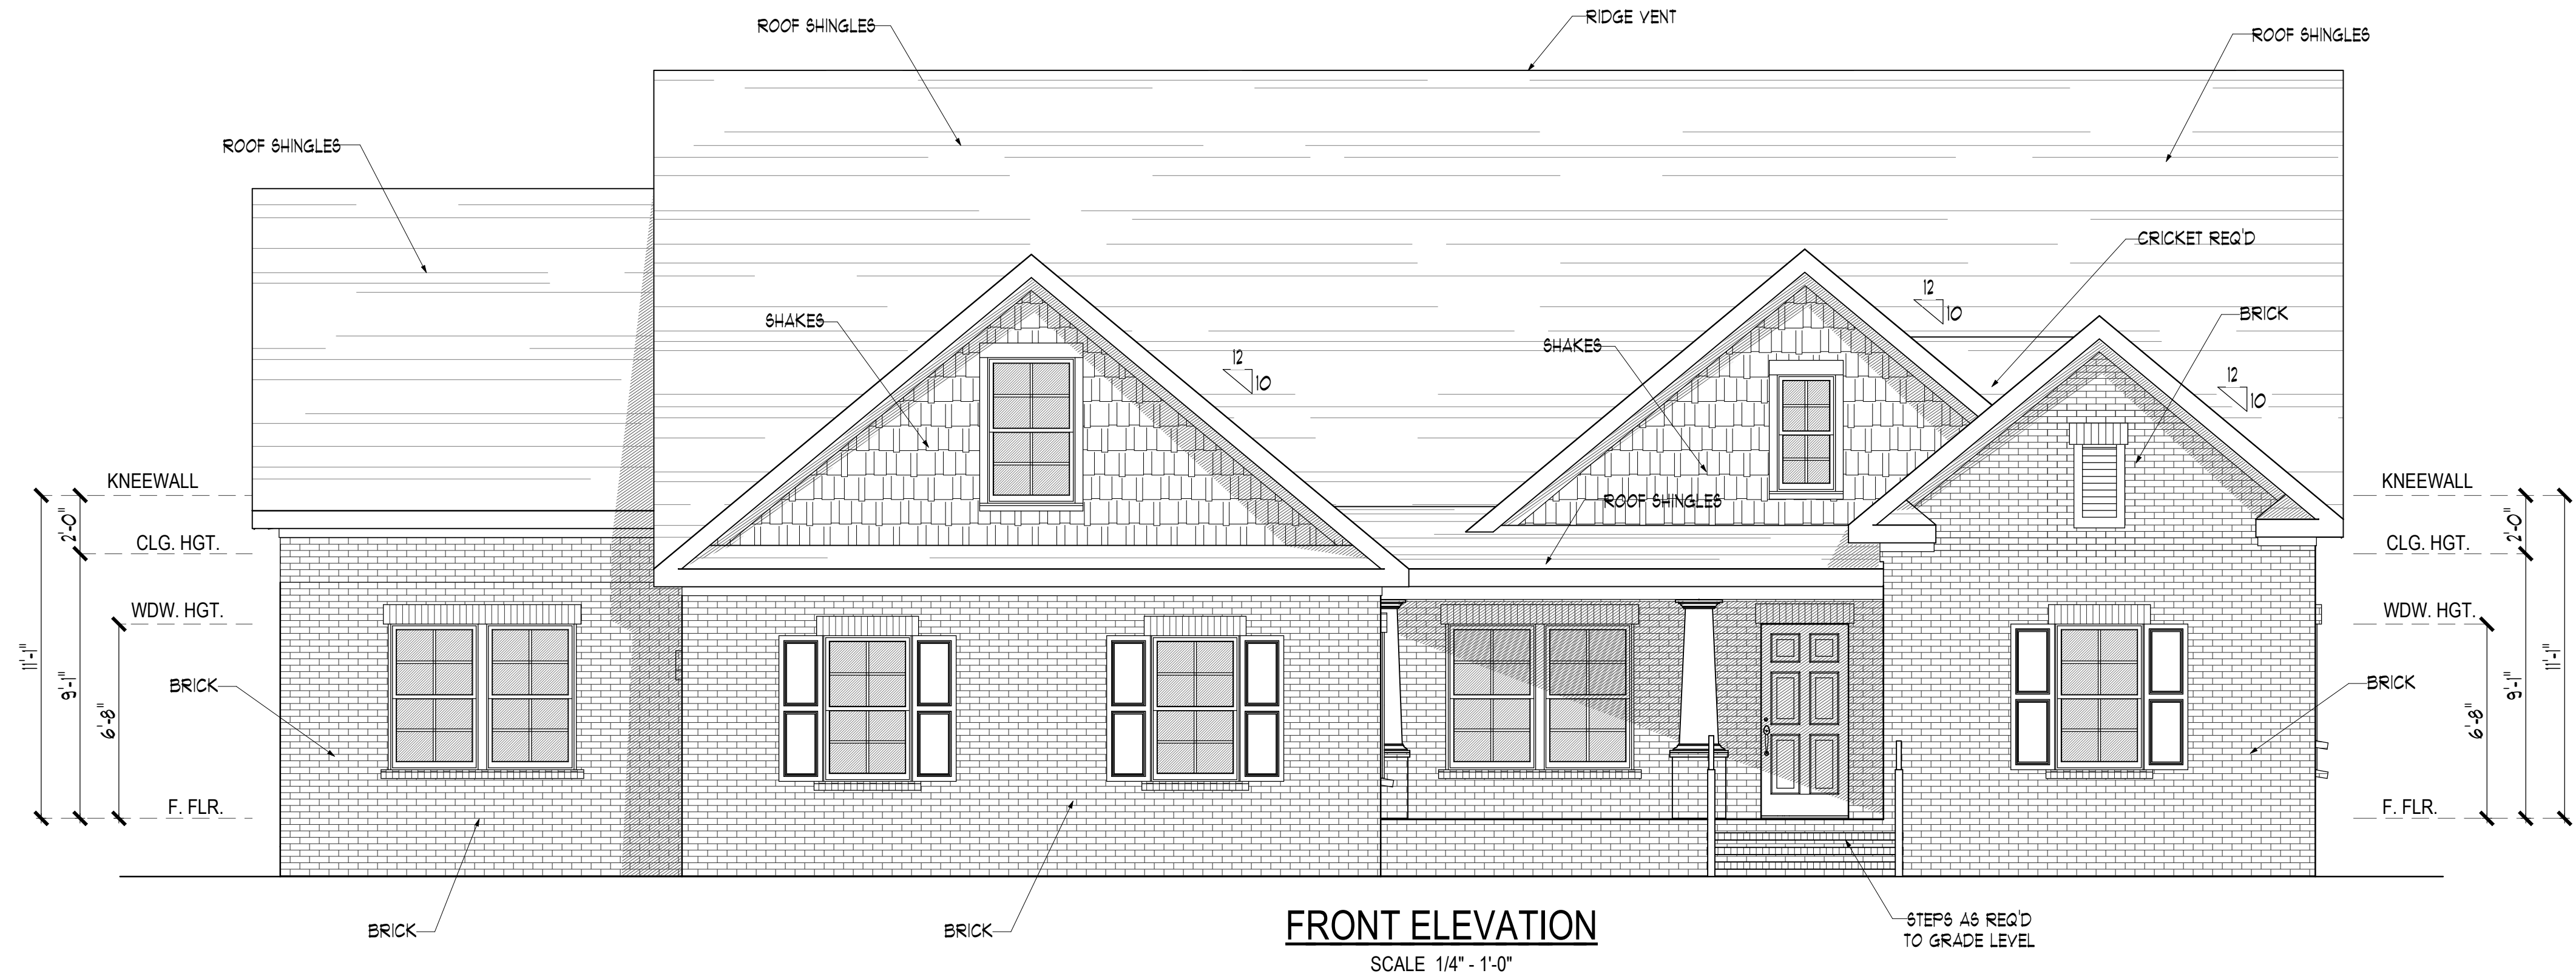 ROOF SHINGLES
RIDGE VENT
ROOF SHINGLES
ROOF SHINGLES
CRICKET REQ'D
12
10
BRICK
SHAKES
SHAKES
12
10
12
10
KNEEWALL
KNEEWALL
ROOF SHINGLES
2'-0"
2'-0"
CLG. HGT.
CLG. HGT.
WDW. HGT.
WDW. HGT.
11'-1"
9'-1"
6'-8"
BRICK
BRICK
6'-8"
9'-1"
11'-1"
F. FLR.
F. FLR.
BRICK
BRICK
FRONT ELEVATION
SCALE 1/4" - 1'-0"
STEPS AS REQ'D
TO GRADE LEVEL